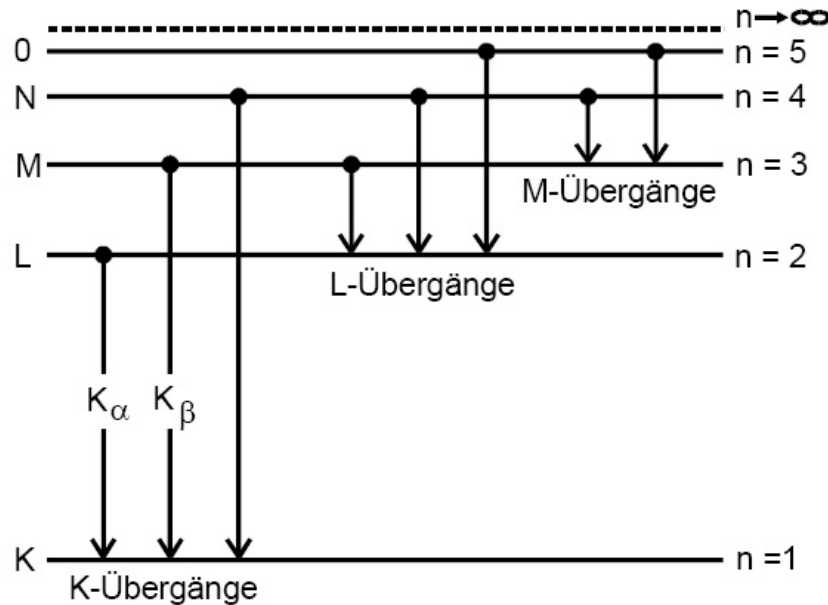 n→∞
0 n = 5
N n = 4
M n = 3
M-Übergänge
L n = 2
L-Übergänge
Kα Kβ
K n =1
K-Übergänge